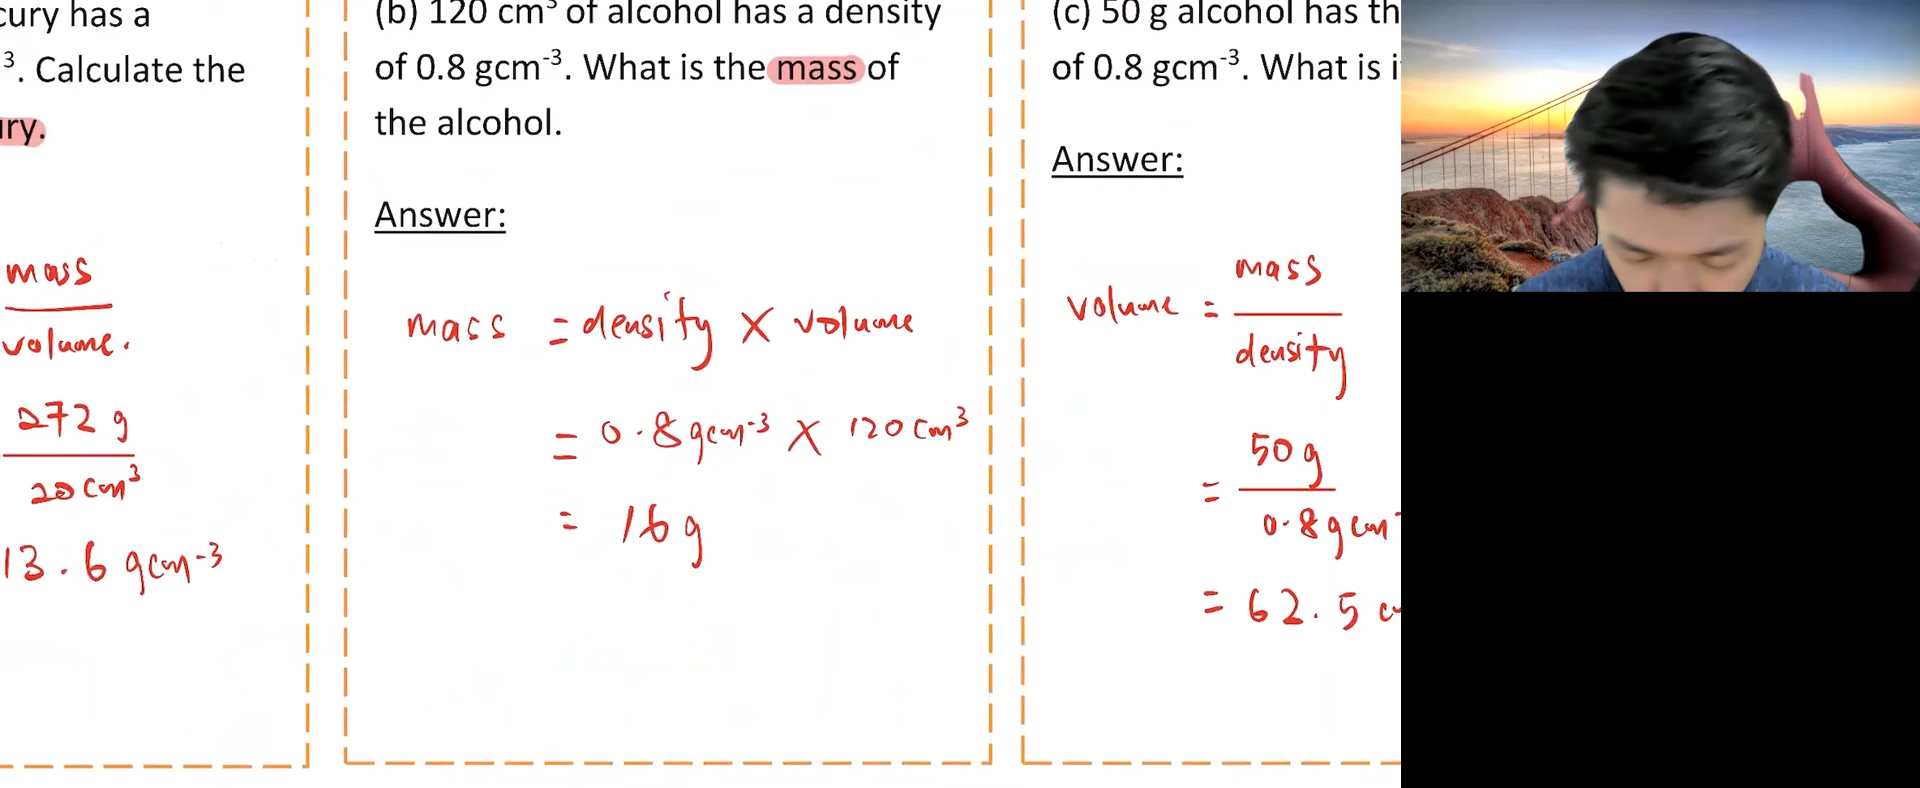 cury has a
³. Calculate the
ury.
mass
volume.
272 g
20 cm³
13.6 gcm⁻³
(b) 120 cm³ of alcohol has a density
of 0.8 gcm⁻³. What is the mass of
the alcohol.
Answer:
mass = density × volume
= 0.8 gcm⁻³ × 120 cm³
= 16 g
(c) 50 g alcohol has th
of 0.8 gcm⁻³. What is i
Answer:
volume = mass
density
= 50 g
0.8 g cm⁻
= 62.5 c